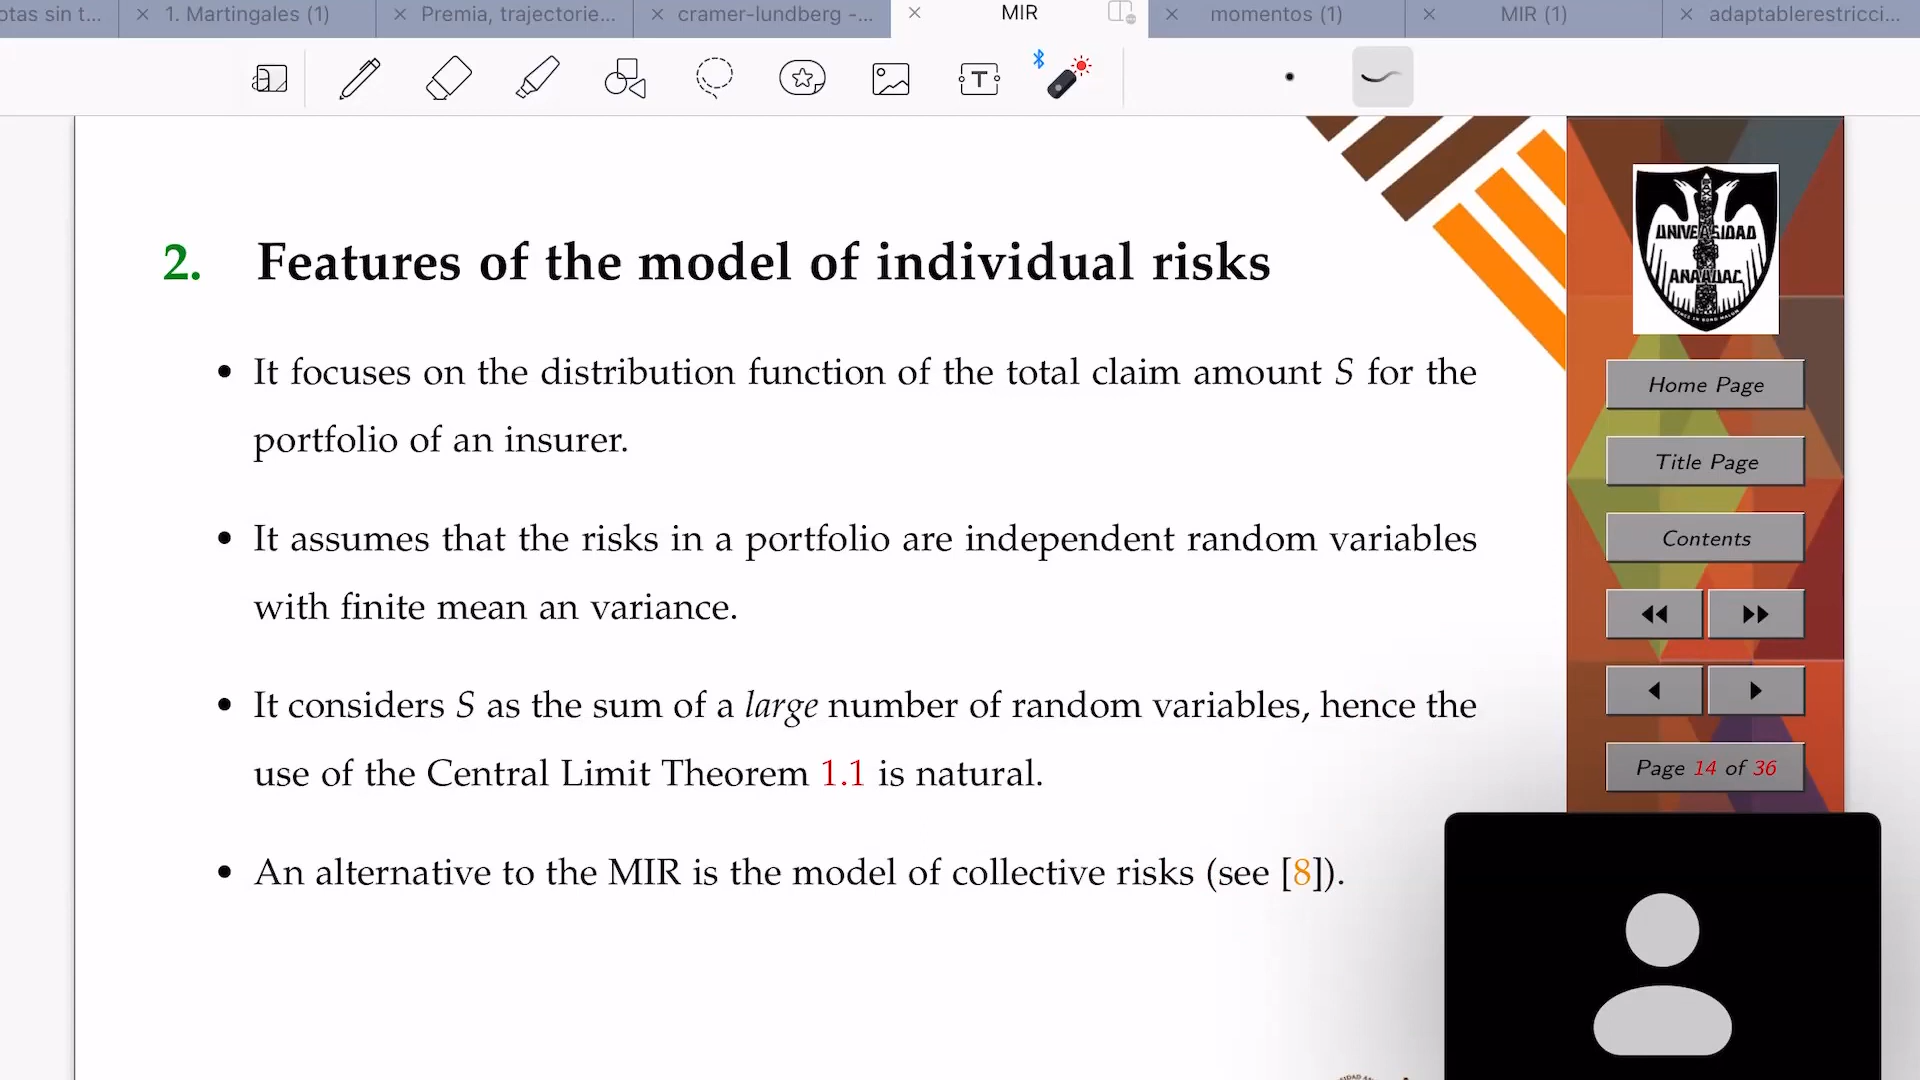 otas sin t...
1. Martingales (1)
Premia, trajectorie...
cramer-lundberg -...
MIR
momentos (1)
MIR (1)
adaptablerestricci...
T
2. Features of the model of individual risks
• It focuses on the distribution function of the total claim amount S for the
portfolio of an insurer.
• It assumes that the risks in a portfolio are independent random variables
with finite mean an variance.
• It considers S as the sum of a large number of random variables, hence the
use of the Central Limit Theorem 1.1 is natural.
• An alternative to the MIR is the model of collective risks (see [8]).
UNIVERSIDAD
ANAHUAC
Home Page
Title Page
Contents
Page 14 of 36